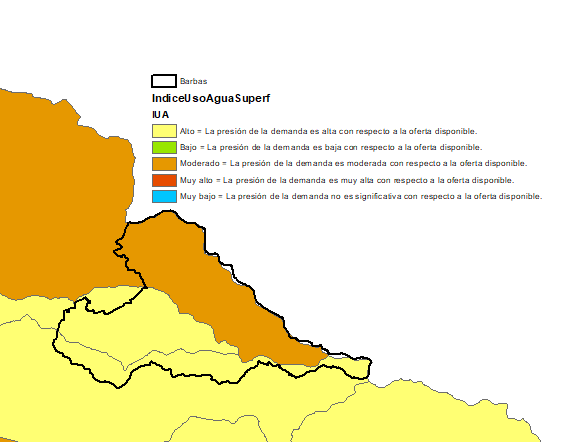 Barbas
IndiceUsoAguaSuperf
IUA
Alto = La presión de la demanda es alta con respecto a la oferta disponible.
Bajo = La presión de la demanda es baja con respecto a la oferta disponible.
Moderado = La presión de la demanda es moderada con respecto a la oferta disponible.
Muy alto = La presión de la demanda es muy alta con respecto a la oferta disponible.
Muy bajo = La presión de la demanda no es significativa con respecto a la oferta disponible.